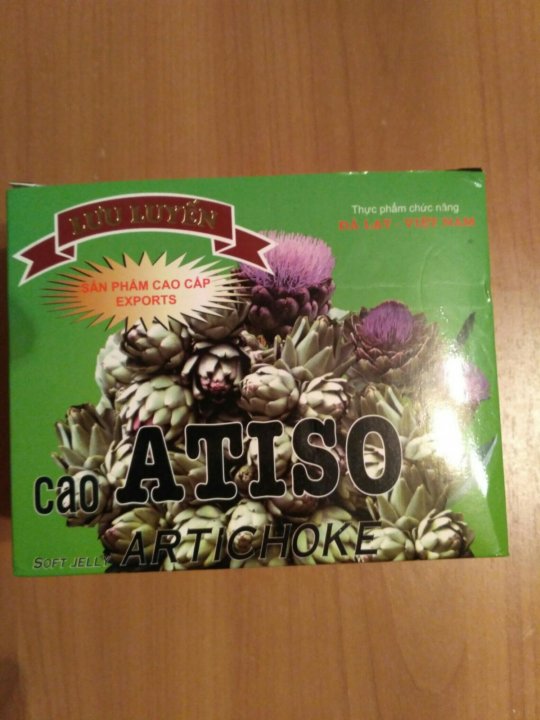 LƯU LUYẾN
Thực phẩm chức năng
ĐÀ LẠT - VIỆT NAM
SẢN PHẨM CAO CẤP
EXPORTS
cao ATISO
SOFT JELLY ARTICHOKE